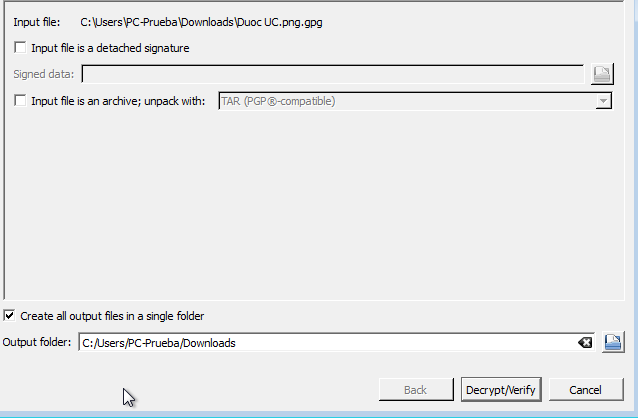 Input file: C:\Users\PC-Prueba\Downloads\Duoc UC.png.gpg
Input file is a detached signature
Signed data:
Input file is an archive; unpack with: TAR (PGP®-compatible)
Create all output files in a single folder
Output folder: C:/Users/PC-Prueba/Downloads
Back Decrypt/Verify Cancel